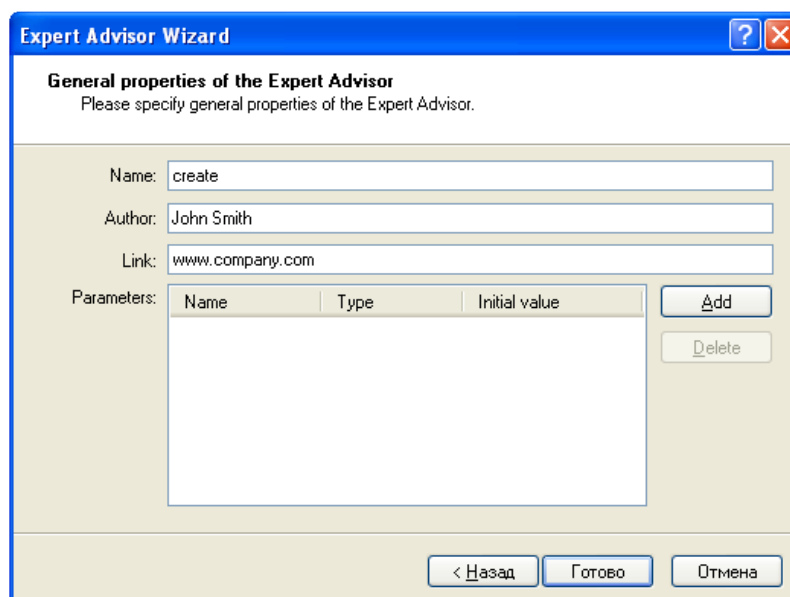 Expert Advisor Wizard
General properties of the Expert Advisor
Please specify general properties of the Expert Advisor.
Name: create
Author: John Smith
Link: www.company.com
Parameters: Name Type Initial value Add
Delete
< Назад Готово Отмена